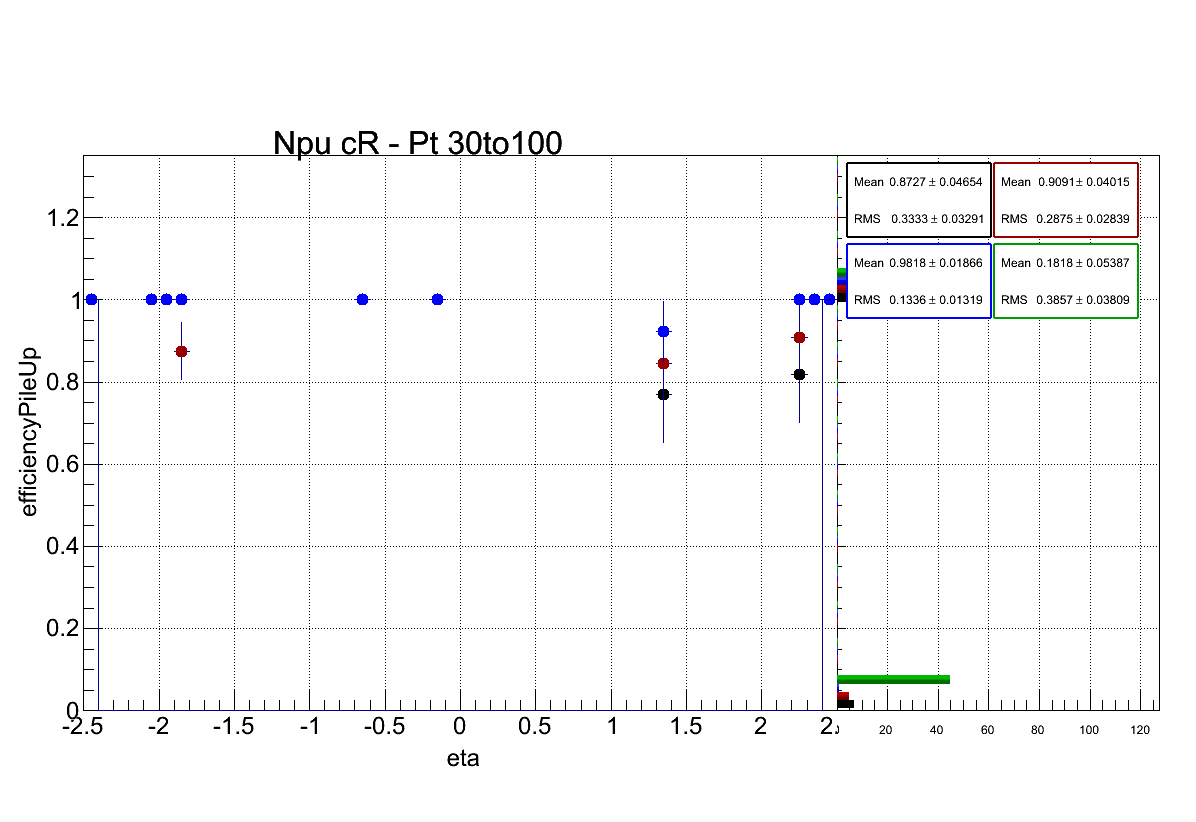 Npu cR - Pt 30to100
efficiencyPileUp
1.2
1
0.8
0.6
0.4
0.2
0
-2.5 -2 -1.5 -1 -0.5 0 0.5 1 1.5 2 2.
eta
Mean 0.8727 ± 0.04654
RMS 0.3333 ± 0.03291
Mean 0.9091 ± 0.04015
RMS 0.2875 ± 0.02839
Mean 0.9818 ± 0.01866
RMS 0.1336 ± 0.01319
Mean 0.1818 ± 0.05387
RMS 0.3857 ± 0.03809
20 40 60 80 100 120